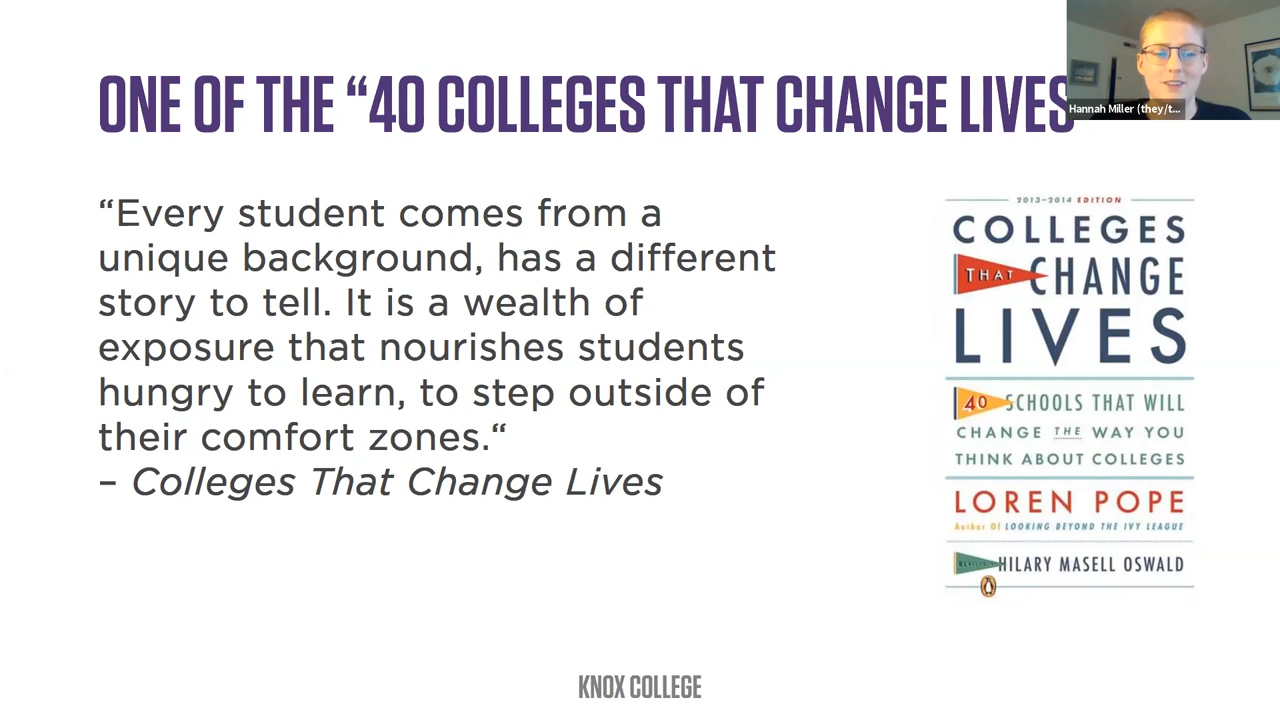 ONE OF THE “40 COLLEGES THAT CHANGE LIVES
Hannah Miller (they/t...
“Every student comes from a
unique background, has a different
story to tell. It is a wealth of
exposure that nourishes students
hungry to learn, to step outside of
their comfort zones.“
– Colleges That Change Lives
2013–2014 EDITION
COLLEGES
THAT CHANGE
LIVES
40 SCHOOLS THAT WILL
CHANGE THE WAY YOU
THINK ABOUT COLLEGES
LOREN POPE
Author Of LOOKING BEYOND THE IVY LEAGUE
HILARY MASELL OSWALD
KNOX COLLEGE